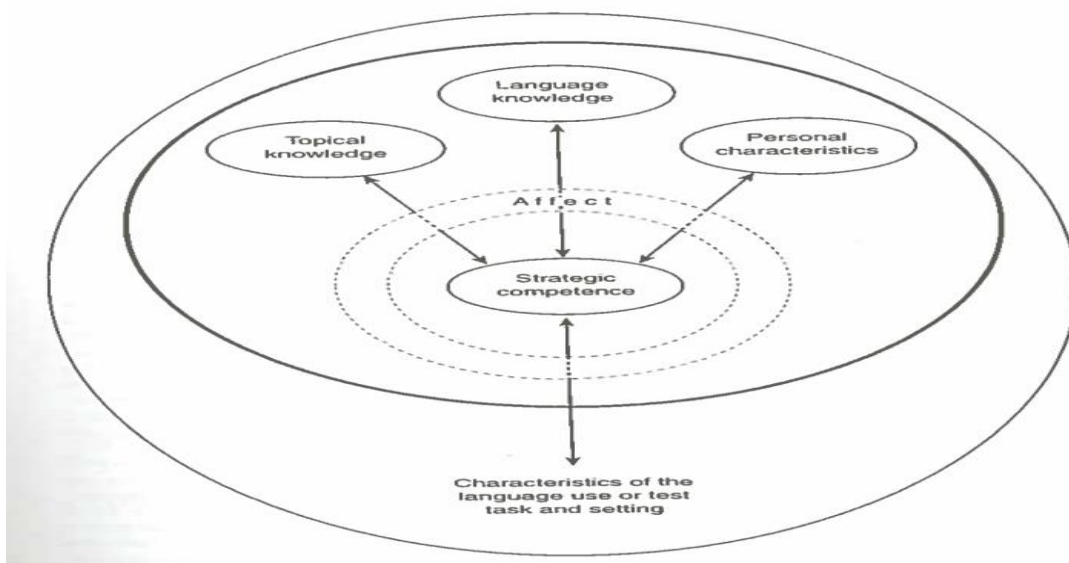 Language
knowledge
Topical
knowledge
Personal
characteristics
Affect
Strategic
competence
Characteristics of the
language use or test
task and setting